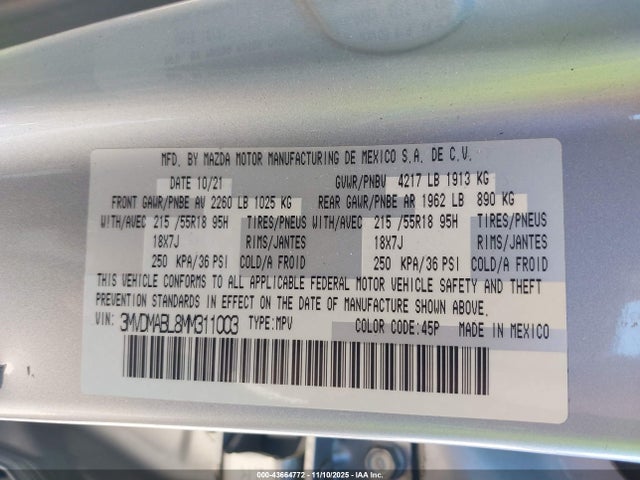 MFD. BY MAZDA MOTOR MANUFACTURING DE MEXICO S.A. DE C.V.
DATE 10/21 GVWR/PNBV 4217 LB 1913 KG
FRONT GAWR/PNBE AV 2260 LB 1025 KG REAR GAWR/PNBE AR 1962 LB 890 KG
WITH/AVEC 215 /55R18 95H TIRES/PNEUS WITH/AVEC 215 /55R18 95H TIRES/PNEUS
18X7J RIMS/JANTES 18X7J RIMS/JANTES
250 KPA/36 PSI COLD/A FROID 250 KPA/36 PSI COLD/A FROID
THIS VEHICLE CONFORMS TO ALL APPLICABLE FEDERAL MOTOR VEHICLE SAFETY AND THEFT
PREVENTION STANDARDS IN EFFECT ON THE DATE OF MANUFACTURE SHOWN ABOVE.
VIN: 3MVDMABL8MM311003 TYPE: MPV COLOR CODE: 45P MADE IN MEXICO
000-43664772 - 11/10/2025 - IAA Inc.